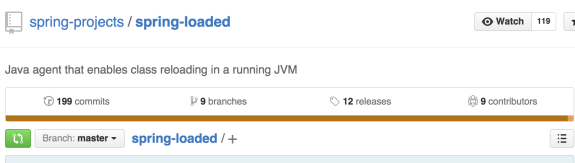 spring-projects / spring-loaded
Watch 119
Java agent that enables class reloading in a running JVM
199 commits 9 branches 12 releases 9 contributors
Branch: master spring-loaded / +